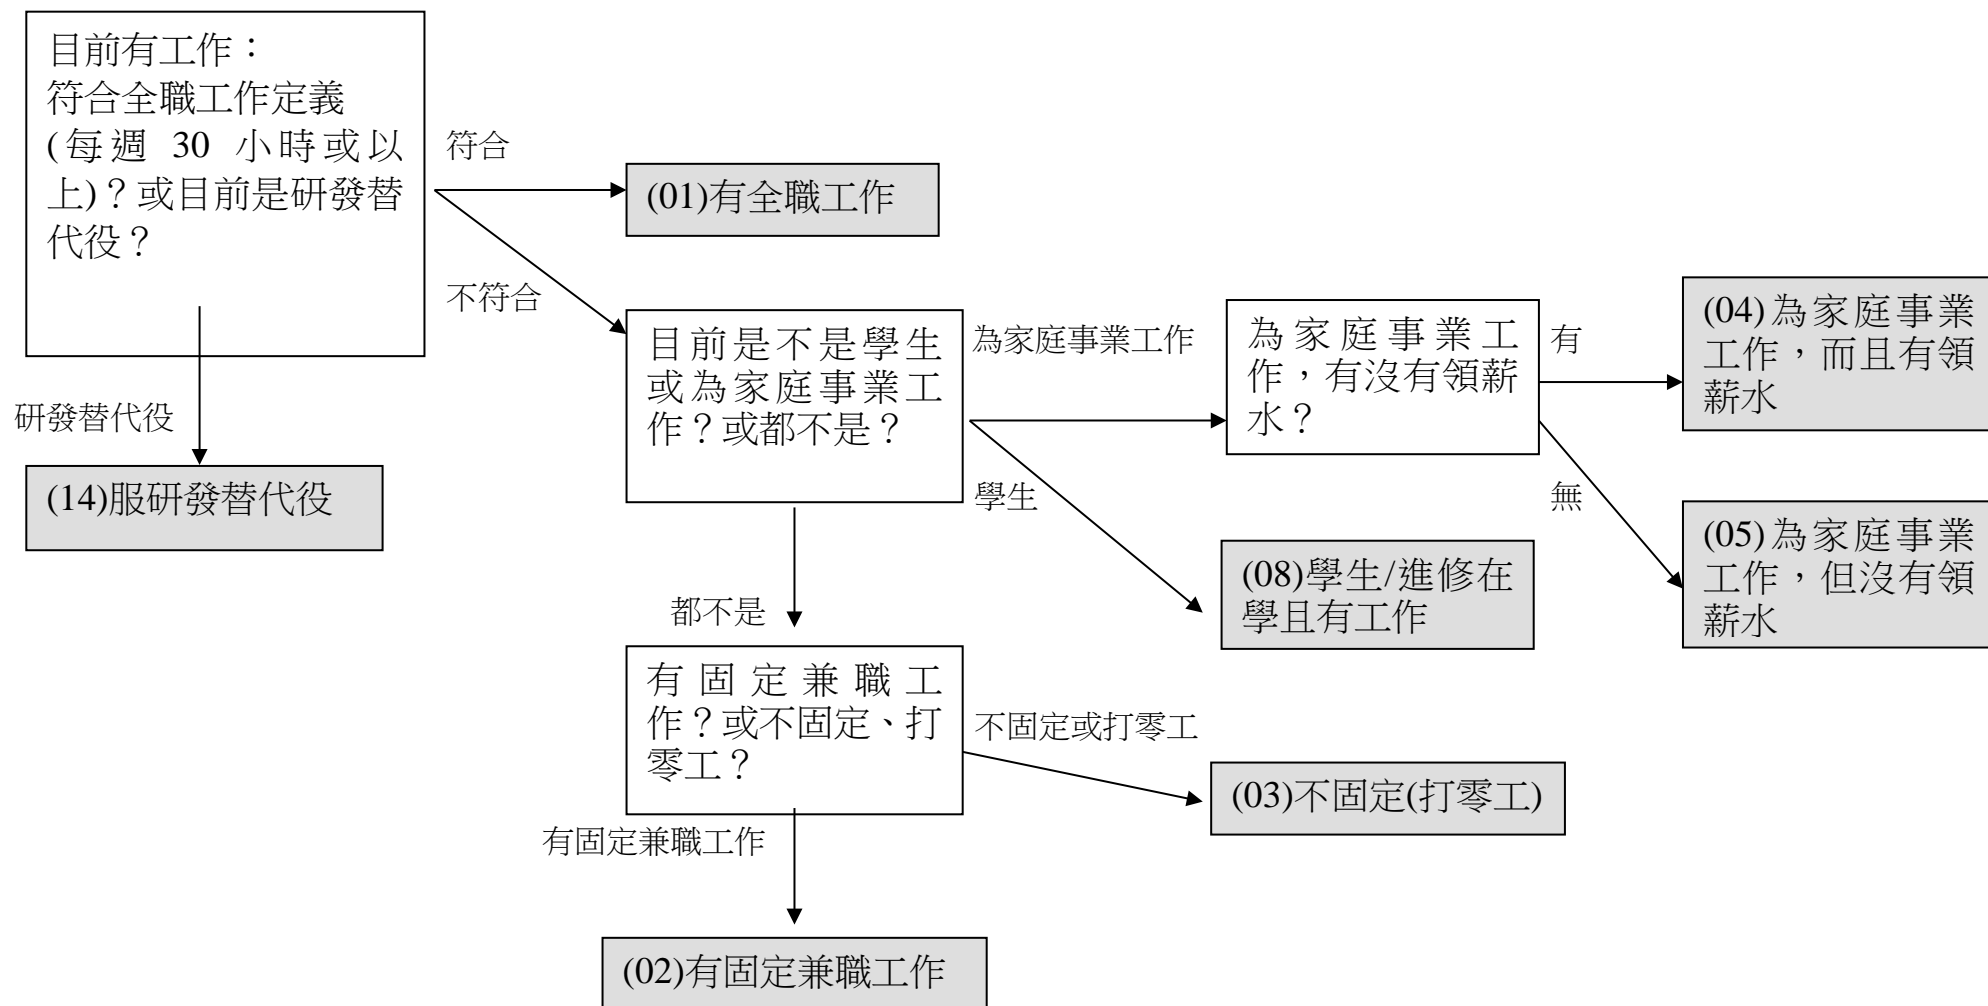 目前有工作：
符合全職工作定義
(每週 30 小時或以
上)？或目前是研發替
代役？
符合
(01)有全職工作
不符合
研發替代役
(14)服研發替代役
目前是不是學生
或為家庭事業工
作？或都不是？
為家庭事業工作
為家庭事業工
作，有沒有領薪
水？
有
(04)為家庭事業
工作，而且有領
薪水
無
(05)為家庭事業
工作，但沒有領
薪水
學生
(08)學生/進修在
學且有工作
都不是
有固定兼職工
作？或不固定、打
零工？
不固定或打零工
(03)不固定(打零工)
有固定兼職工作
(02)有固定兼職工作